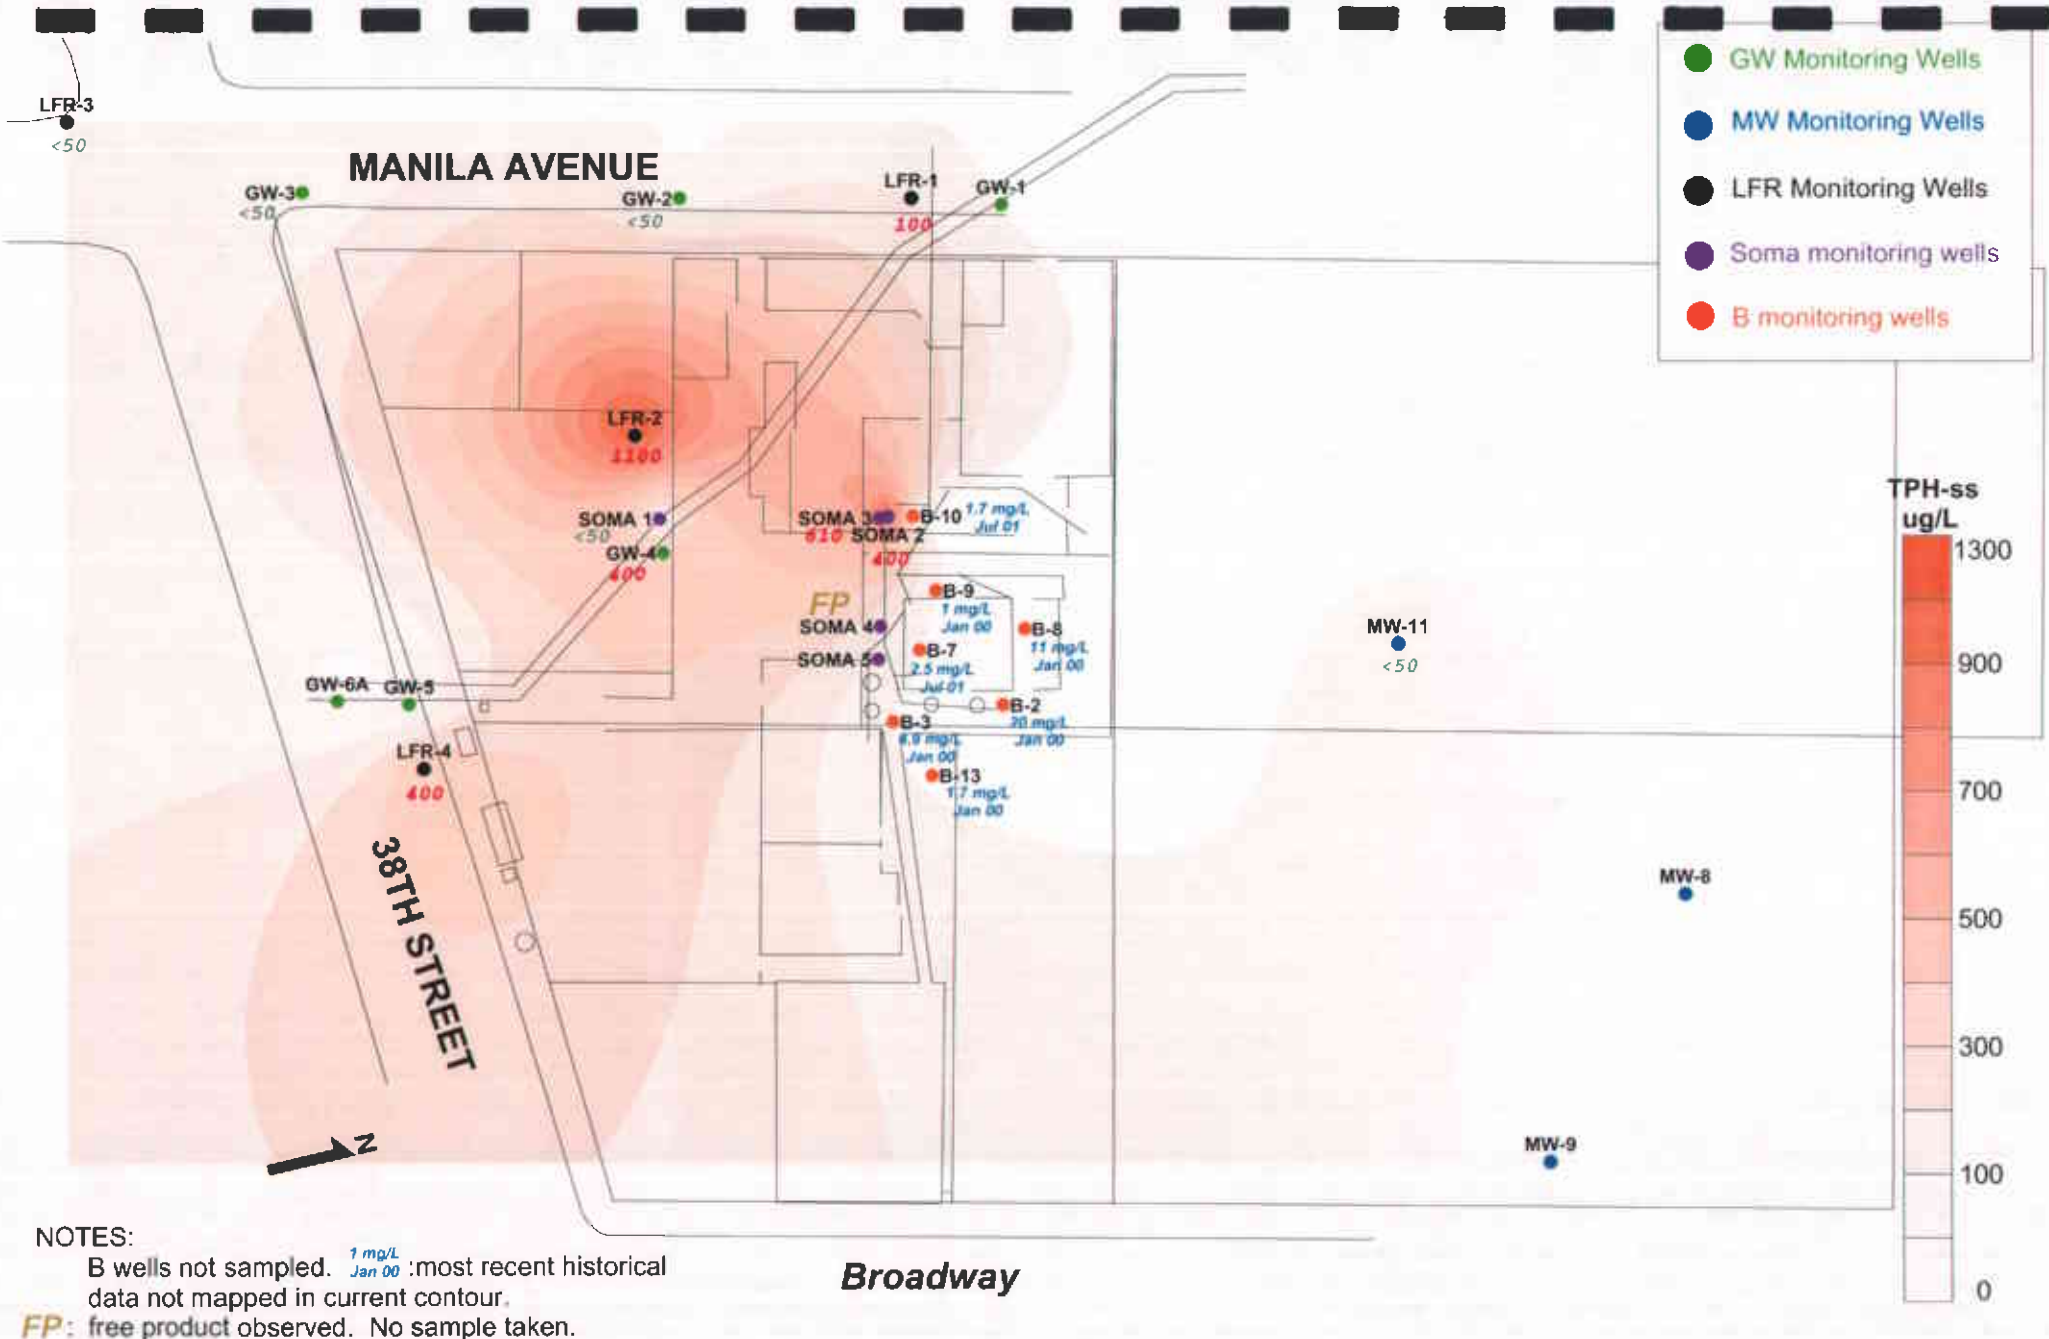 GW Monitoring Wells
MW Monitoring Wells
LFR Monitoring Wells
Soma monitoring wells
B monitoring wells
LFR-3
<50
MANILA AVENUE
GW-3
<50
GW-2
<50
LFR-1
100
GW-1
LFR-2
1100
SOMA 1
<50
GW-4
400
SOMA 3
610
SOMA 2
400
B-10
1.7 mg/L
Jul 01
FP
B-9
1 mg/L
Jan 00
SOMA 4
B-8
11 mg/L
Jan 00
SOMA 5
B-7
2.5 mg/L
Jul-01
GW-6A
GW-5
B-2
20 mg/L
Jan 00
B-3
6.9 mg/L
Jan 00
LFR-4
400
B-13
1.7 mg/L
Jan 00
MW-11
<50
MW-8
MW-9
38TH STREET
N
Broadway
TPH-ss
ug/L
1300
900
700
500
300
100
0
NOTES:
B wells not sampled. 1 mg/L Jan 00 :most recent historical
data not mapped in current contour.
FP: free product observed. No sample taken.